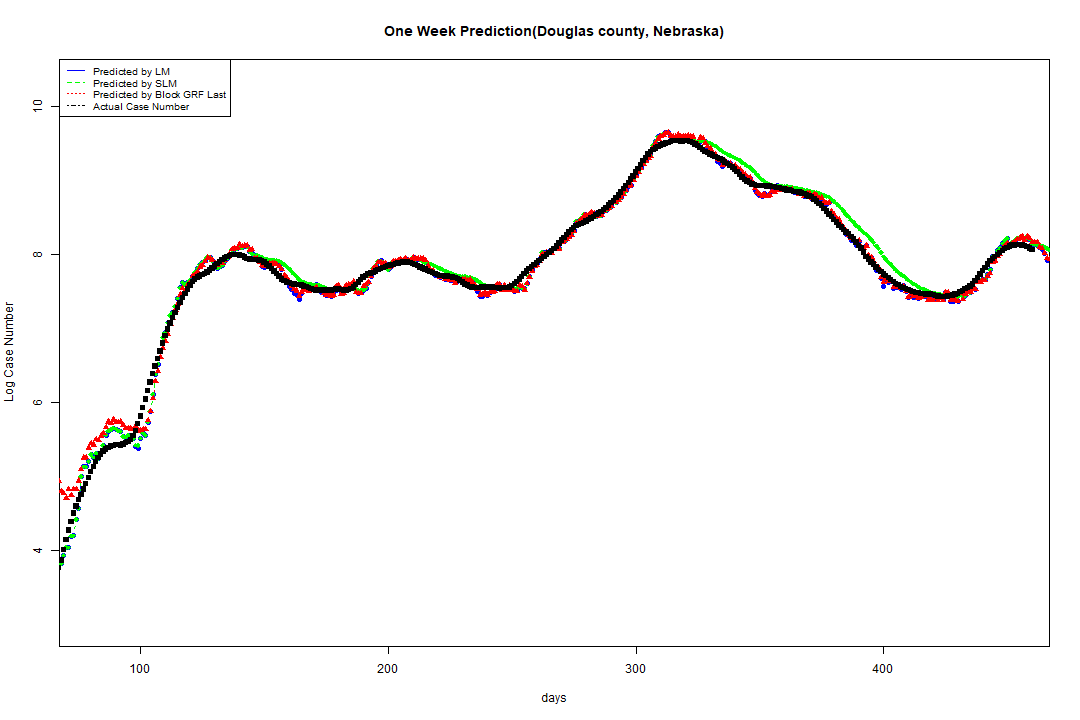 One Week Prediction(Douglas county, Nebraska)
Predicted by LM
Predicted by SLM
Predicted by Block GRF Last
Actual Case Number
10
8
6
4
Log Case Number
100 200 300 400
days